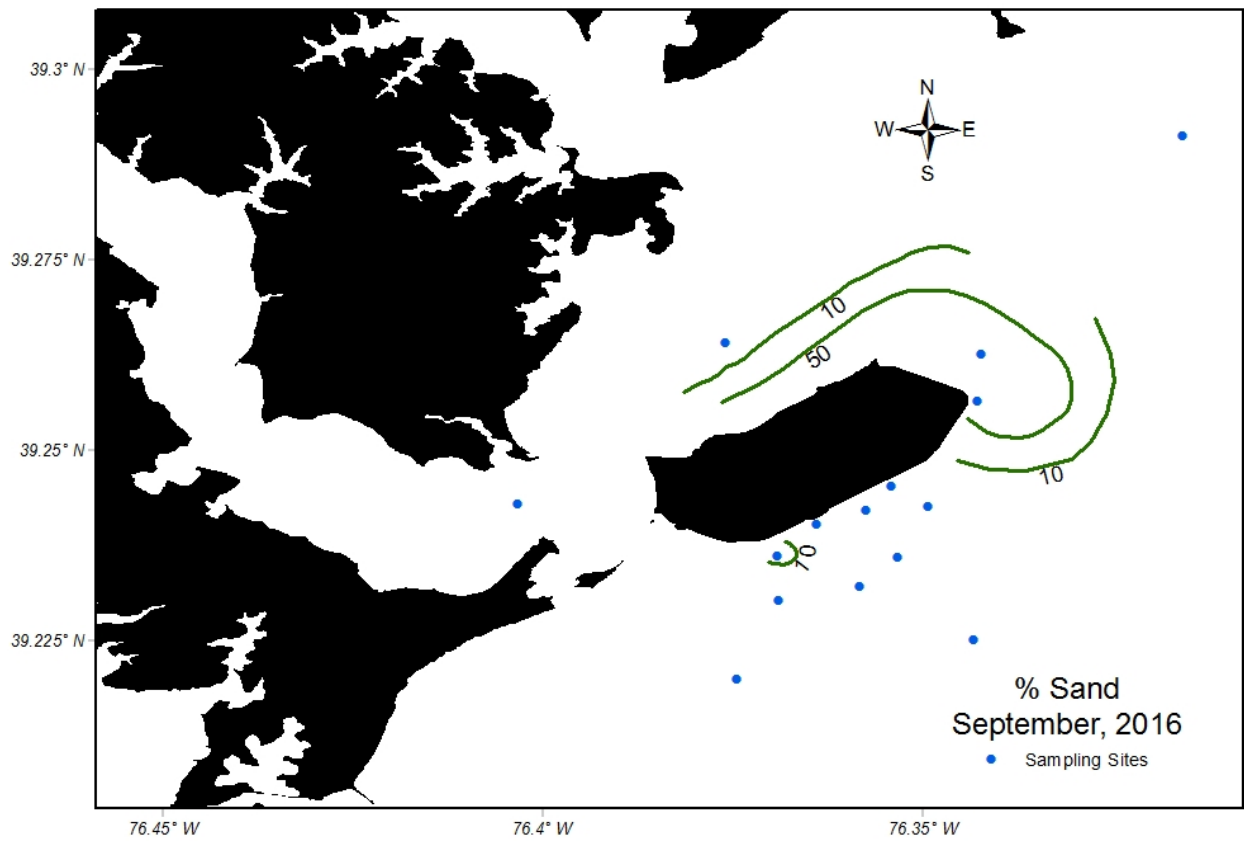 39.3° N
N
W E
S
39.275° N
10
50
39.25° N
10
10
39.225° N
% Sand
September, 2016
Sampling Sites
76.45° W 76.4° W 76.35° W